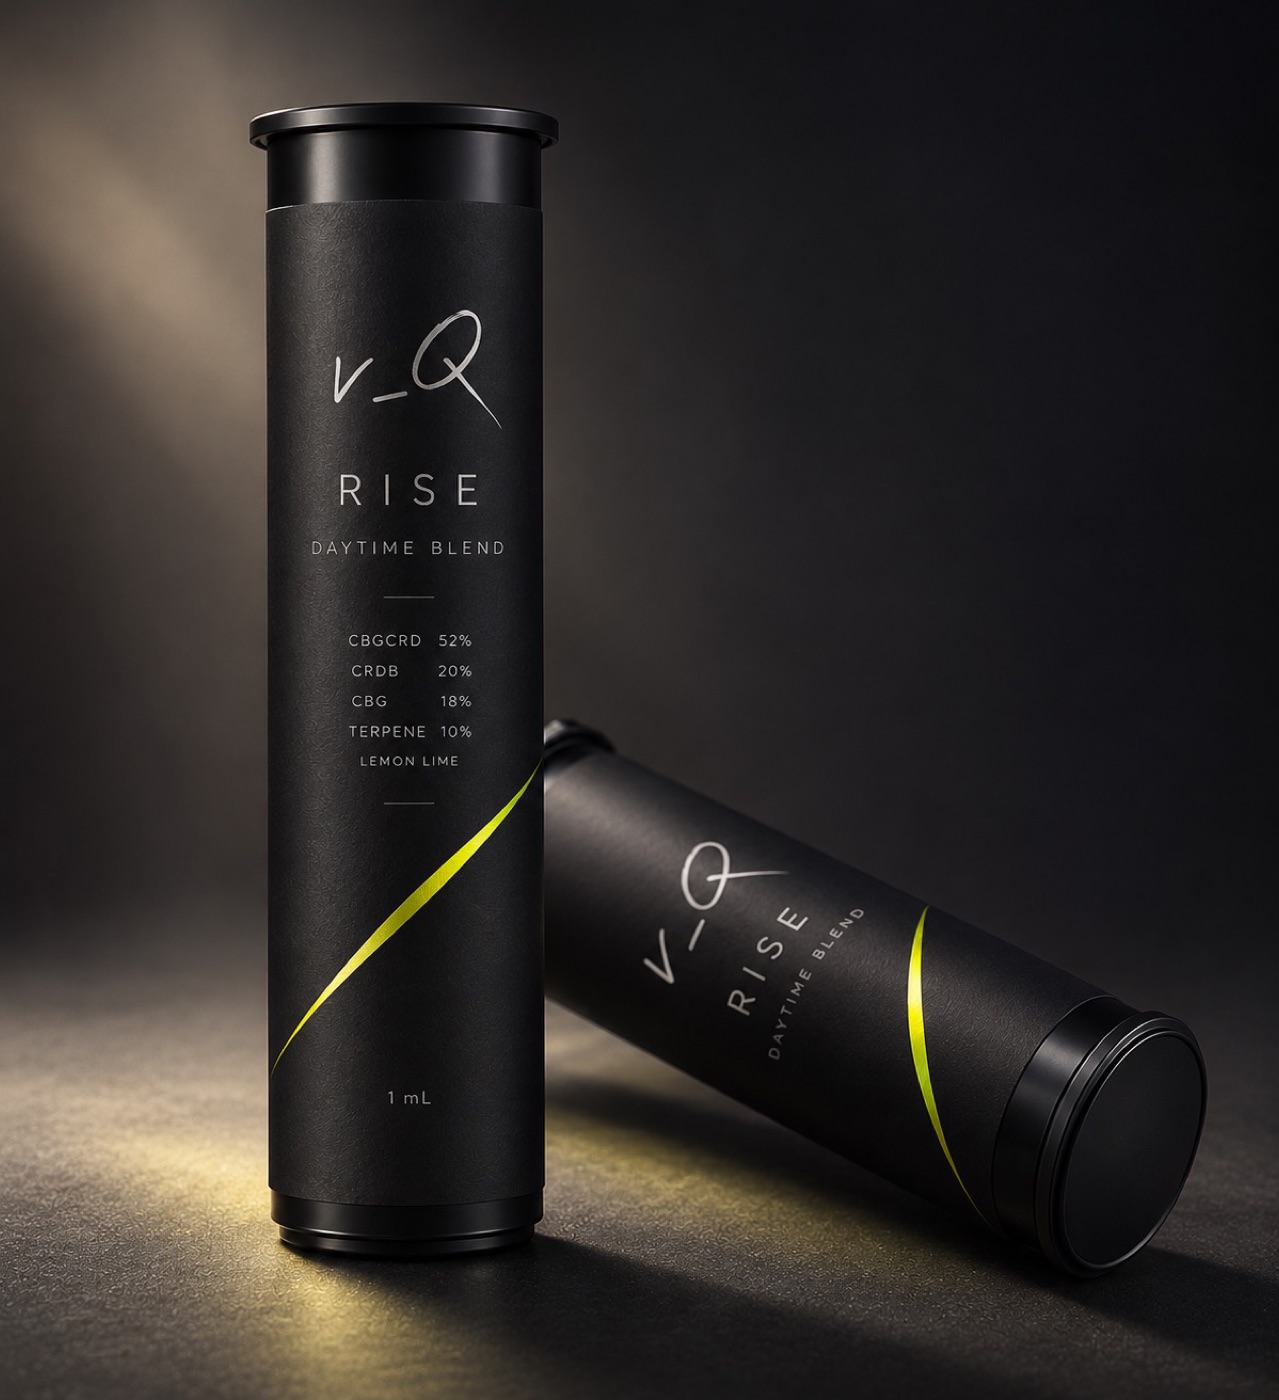 v_Q
RISE
DAYTIME BLEND
CBGCRD 52%
CRDB 20%
CBG 18%
TERPENE 10%
LEMON LIME
1 mL
v_Q
RISE
DAYTIME BLEND